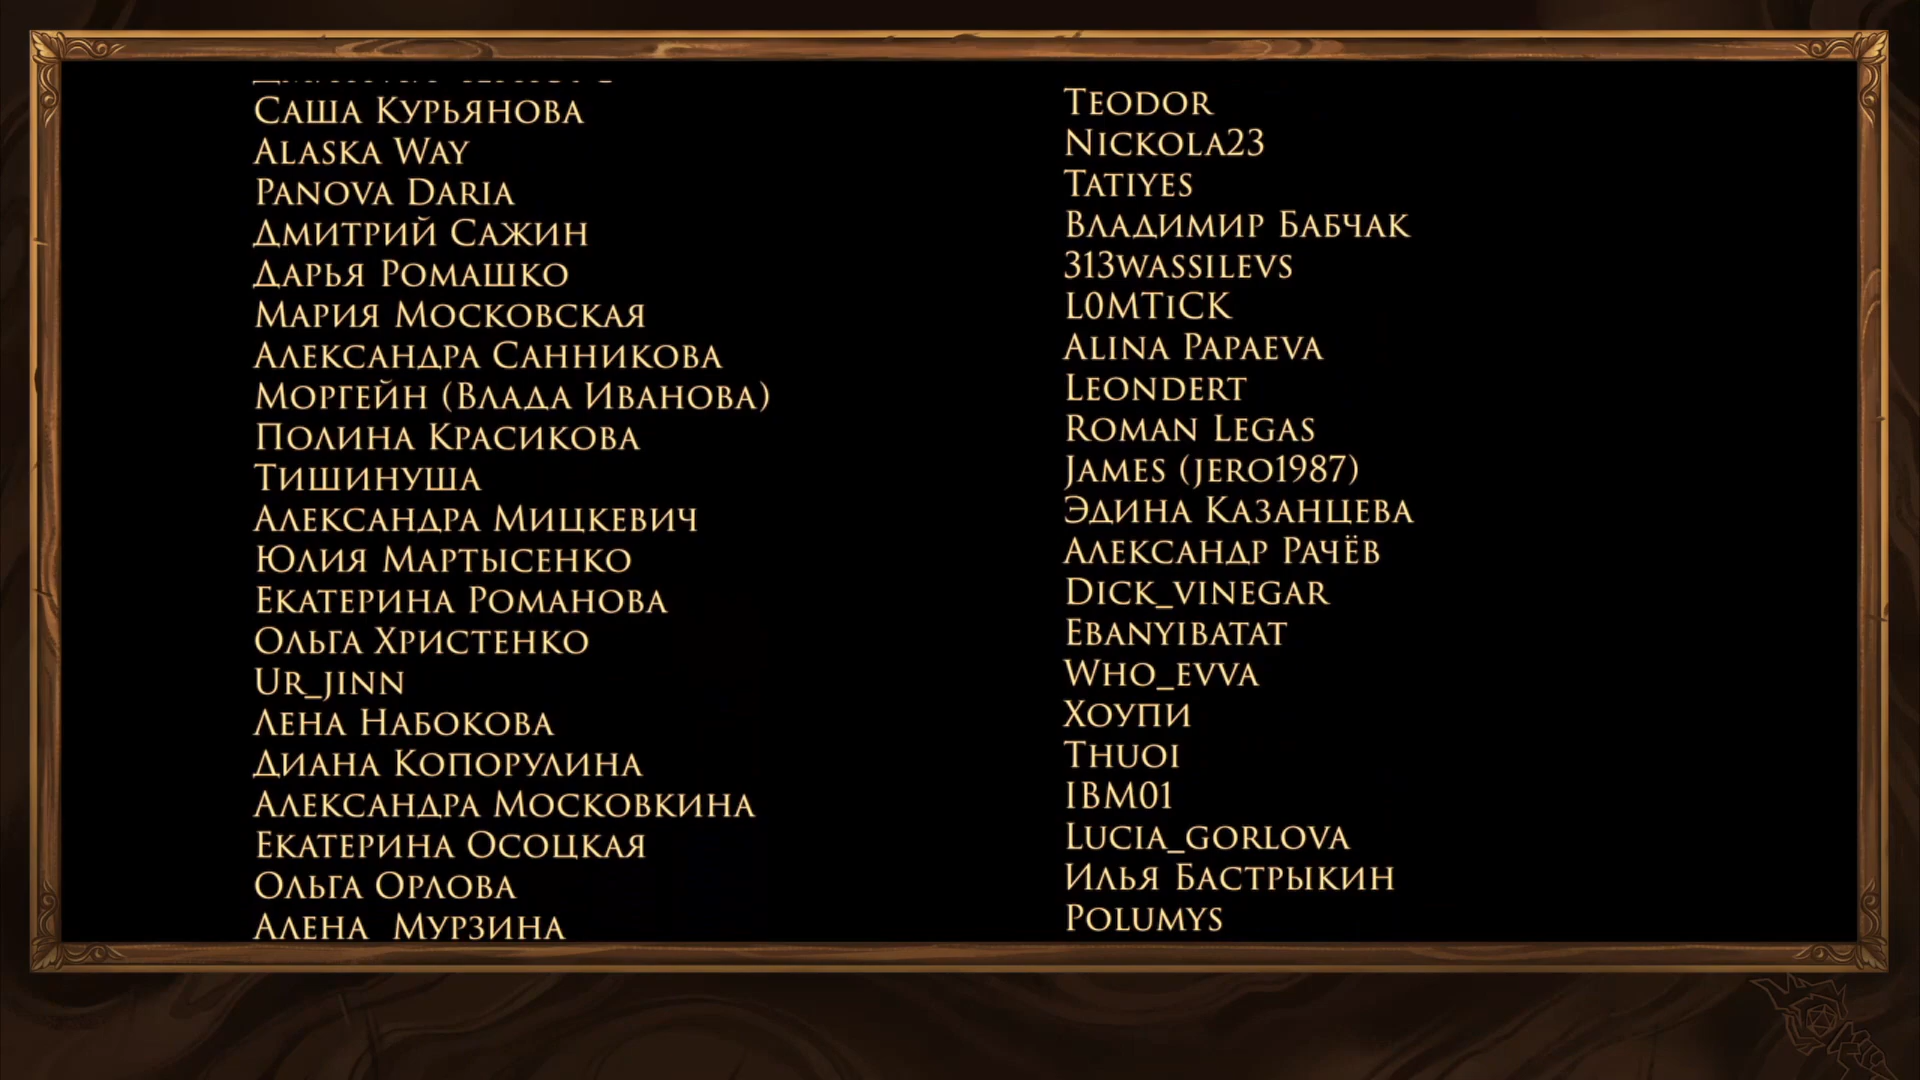 Саша Курьянова
Alaska Way
Panova Daria
Дмитрий Сажин
Дарья Ромашко
Мария Московская
Александра Санникова
Моргейн (Влада Иванова)
Полина Красикова
Тишинуша
Александра Мицкевич
Юлия Мартысенко
Екатерина Романова
Ольга Христенко
Ur_jinn
Лена Набокова
Диана Копорулина
Александра Московкина
Екатерина Осоцкая
Ольга Орлова
Алена Мурзина
Teodor
Nickola23
Tatiyes
Владимир Бабчак
313wassilevs
L0MTiCK
Alina Papaeva
Leondert
Roman Legas
James (jero1987)
Эдина Казанцева
Александр Рачёв
Dick_vinegar
Ebanyibatat
Who_evva
Хоупи
Thuoi
IBM01
Lucia_gorlova
Илья Бастрыкин
Polumys